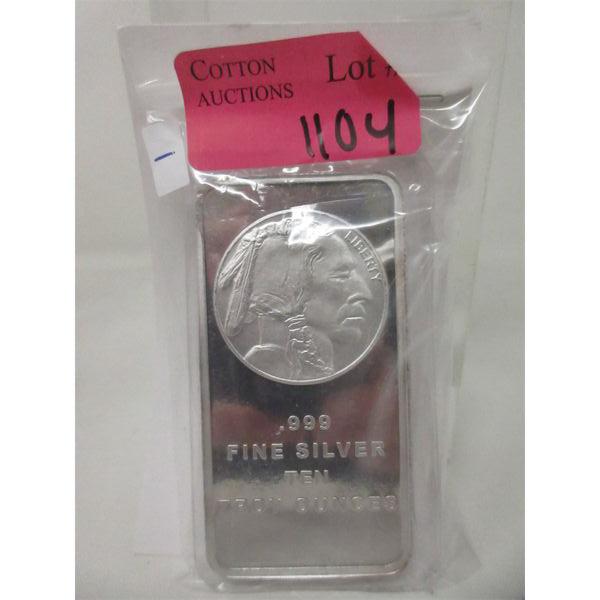 COTTON Lot #
AUCTIONS
1104
LIBERTY
.999
FINE SILVER
TEN
TROY OUNCES